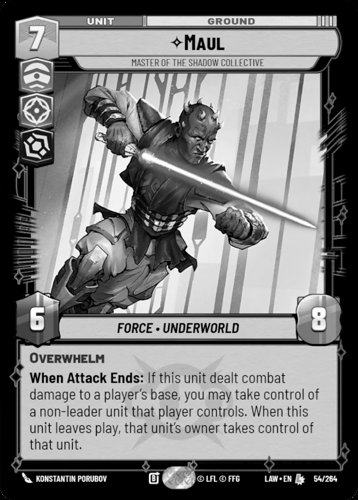 UNIT
GROUND
7
✧MAUL
MASTER OF THE SHADOW COLLECTIVE
6
8
FORCE • UNDERWORLD
OVERWHELM
When Attack Ends: If this unit dealt combat
damage to a player's base, you may take control of
a non-leader unit that player controls. When this
unit leaves play, that unit's owner takes control of
that unit.
KONSTANTIN PORUBOV
© LFL © FFG
LAW • EN
54/264